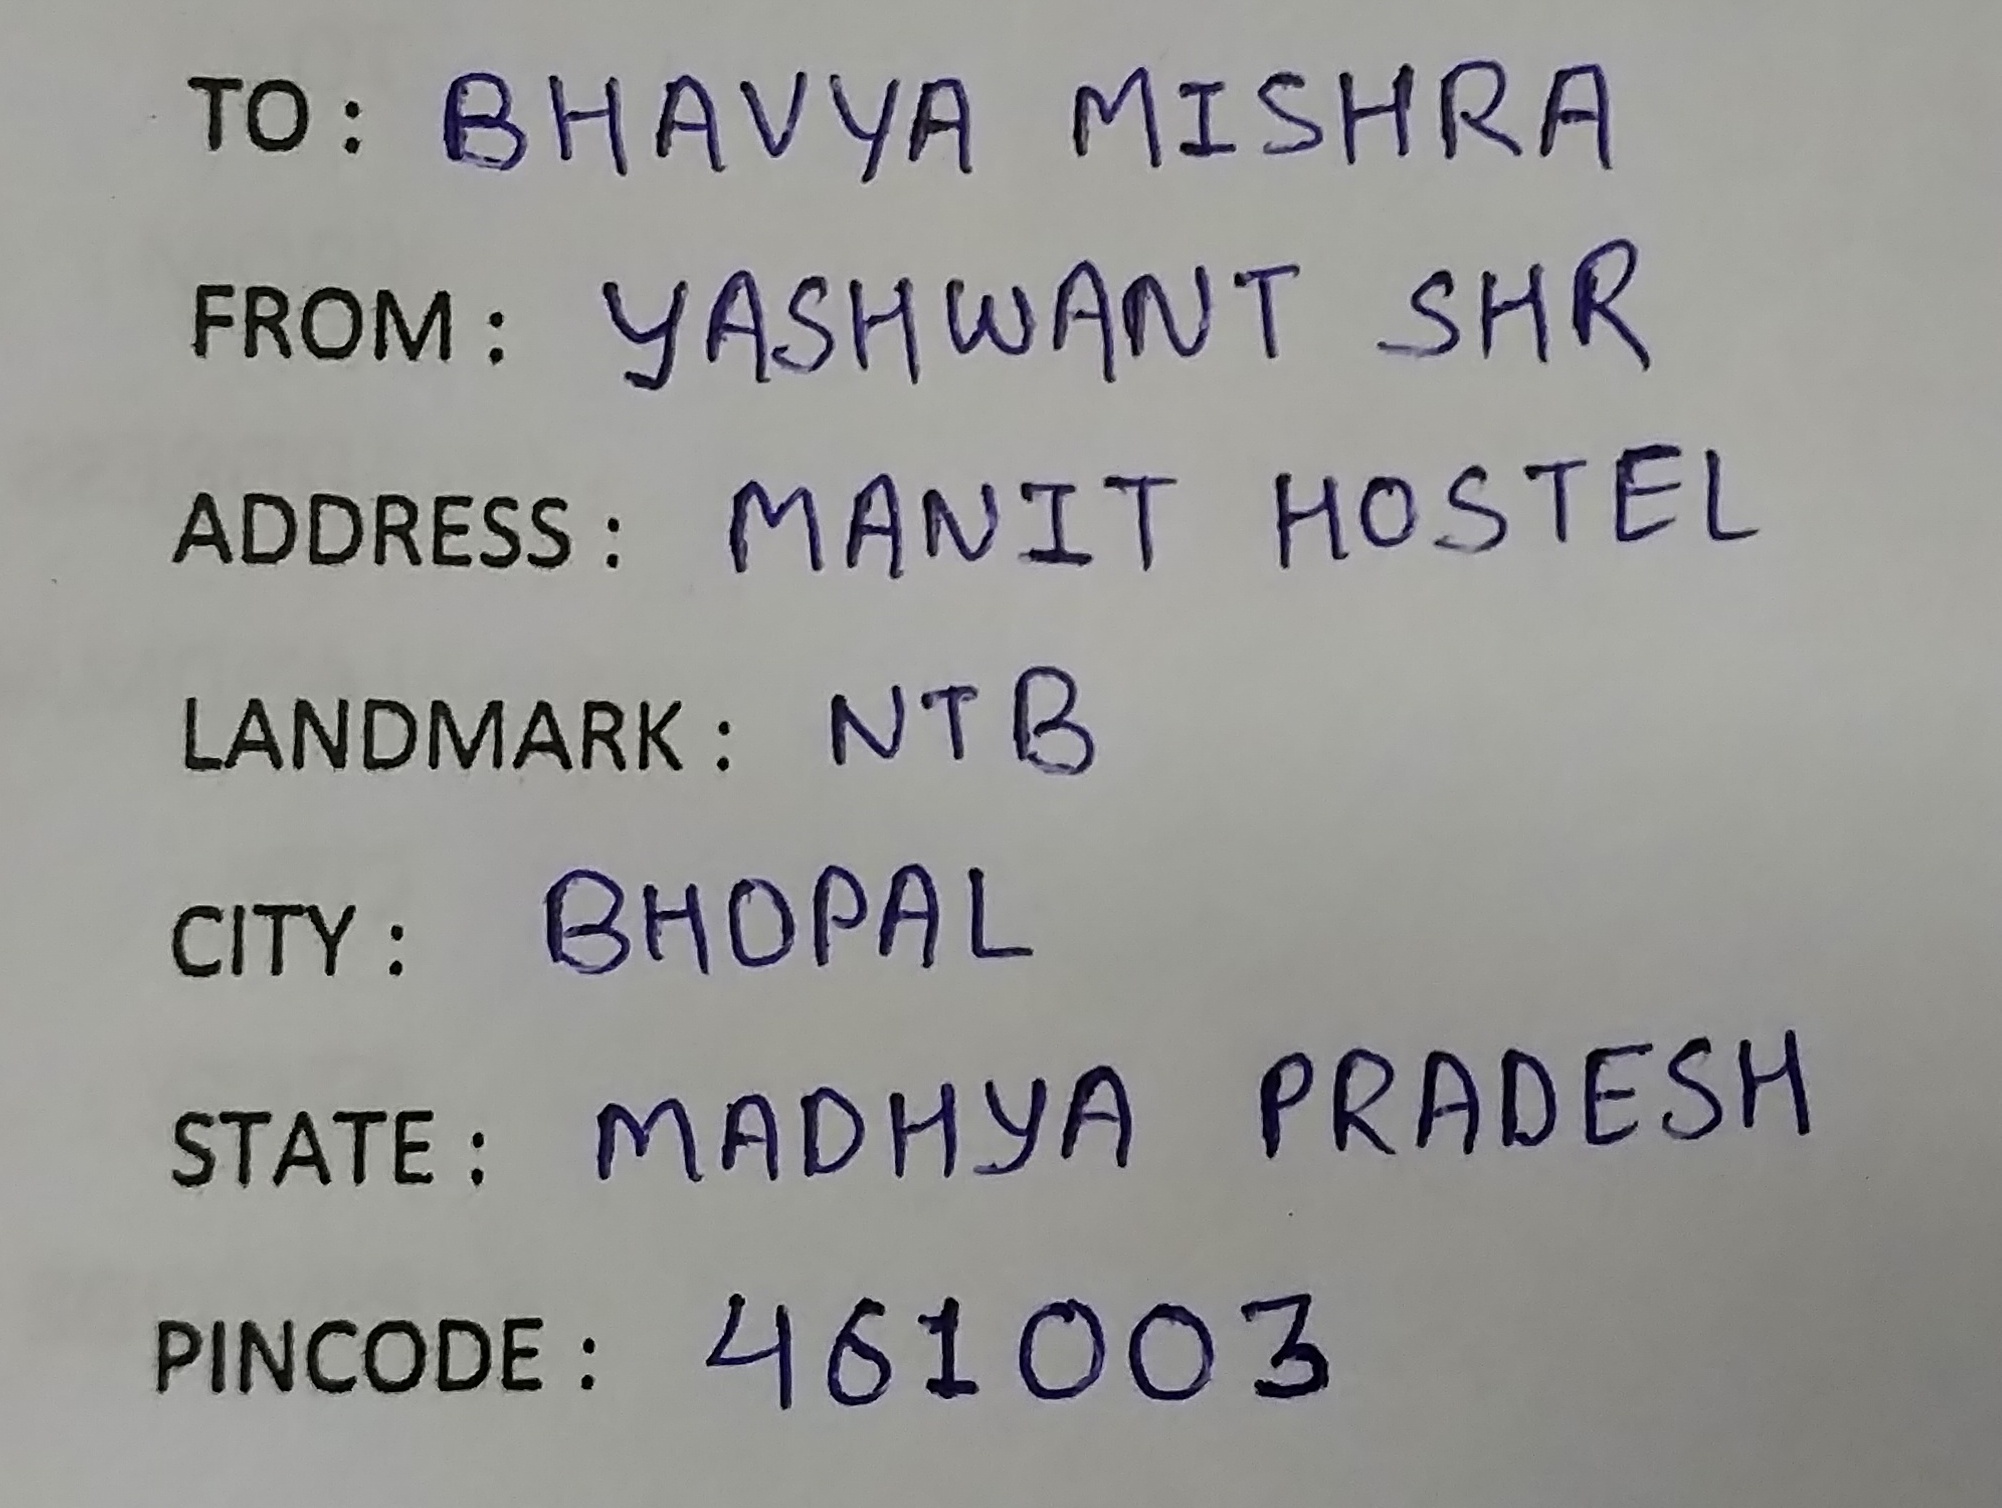 TO : BHAVYA MISHRA
FROM : YASHWANT SHR
ADDRESS : MANIT HOSTEL
LANDMARK : NTB
CITY : BHOPAL
STATE : MADHYA PRADESH
PINCODE : 461003